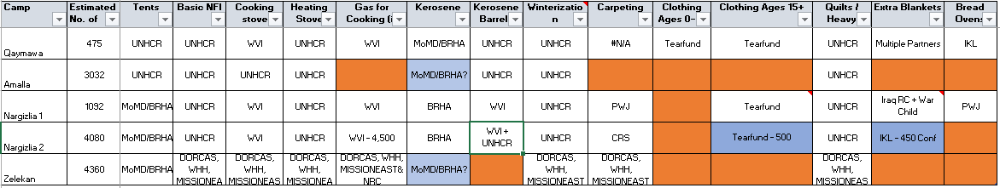 Camp Estimated Tents Basic NFI Cooking Heating Gas for Kerosene Kerosene Winterizatio Carpeting Clothing Clothing Ages 15+ Quilts / Extra Blankets Bread
No. of stove Stove Cooking (i Barrel n Ages 0- Heavy Ovens
Qaymawa 475 UNHCR UNHCR WVI UNHCR WVI MoMD/BRHA UNHCR UNHCR #N/A Tearfund Tearfund UNHCR Multiple Partners IKL
Amalla 3032 UNHCR UNHCR UNHCR UNHCR MoMD/BRHA? UNHCR UNHCR UNHCR
Nargizlia 1 1092 MoMD/BRHA UNHCR WVI UNHCR WVI BRHA WVI UNHCR PWJ Tearfund UNHCR Iraq RC + War PWJ
Child
Nargizlia 2 4080 MoMD/BRHA UNHCR WVI UNHCR WVI - 4,500 BRHA WVI + UNHCR CRS Tearfund - 500 UNHCR IKL - 450 Conf
UNHCR
Zelekan 4360 MoMD/BRHA DORCAS, DORCAS, DORCAS, DORCAS, WHH, MoMD/BRHA? DORCAS, DORCAS, DORCAS,
WHH, WHH, WHH, MISSIONEAST& WHH, WHH, WHH,
MISSIONEAS MISSIONEAS MISSIONEA NRC MISSIONEAST MISSIONEAST MISSIONEAS